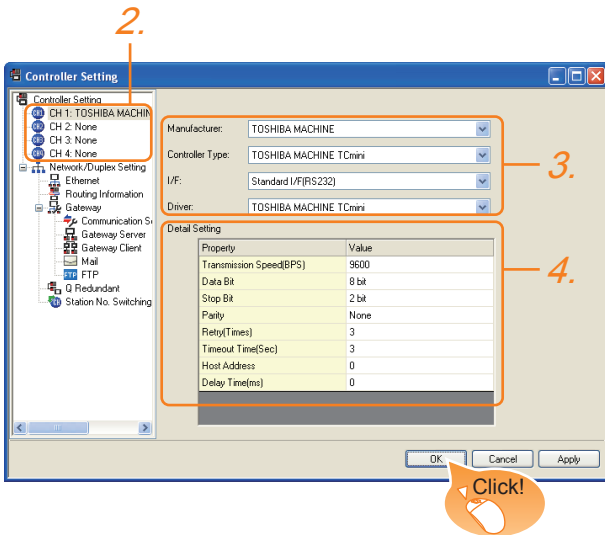 2.
Controller Setting
Controller Setting
CH 1: TOSHIBA MACHIN
CH 2: None
CH 3: None
CH 4: None
Network/Duplex Setting
Ethernet
Routing Information
Gateway
Communication S
Gateway Server
Gateway Client
Mail
FTP FTP
Q Redundant
Station No. Switching
Manufacturer: TOSHIBA MACHINE
Controller Type: TOSHIBA MACHINE TCmini
I/F: Standard I/F(RS232)
Driver: TOSHIBA MACHINE TCmini
3.
Detail Setting
Property Value
Transmission Speed(BPS) 9600
Data Bit 8 bit
Stop Bit 2 bit
Parity None
Retry(Times) 3
Timeout Time(Sec) 3
Host Address 0
Delay Time(ms) 0
4.
OK Cancel Apply
Click!